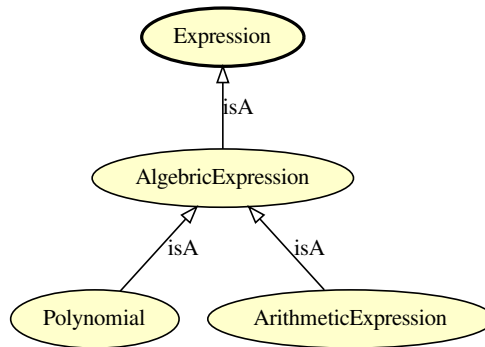 Expression
isA
AlgebricExpression
isA
isA
Polynomial
ArithmeticExpression